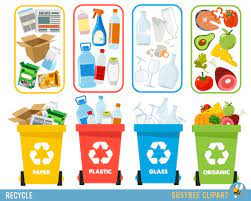 NEWS
PAPER
PLASTIC
GLASS
ORGANIC
RECYCLE
BUSYBEE CLIPART